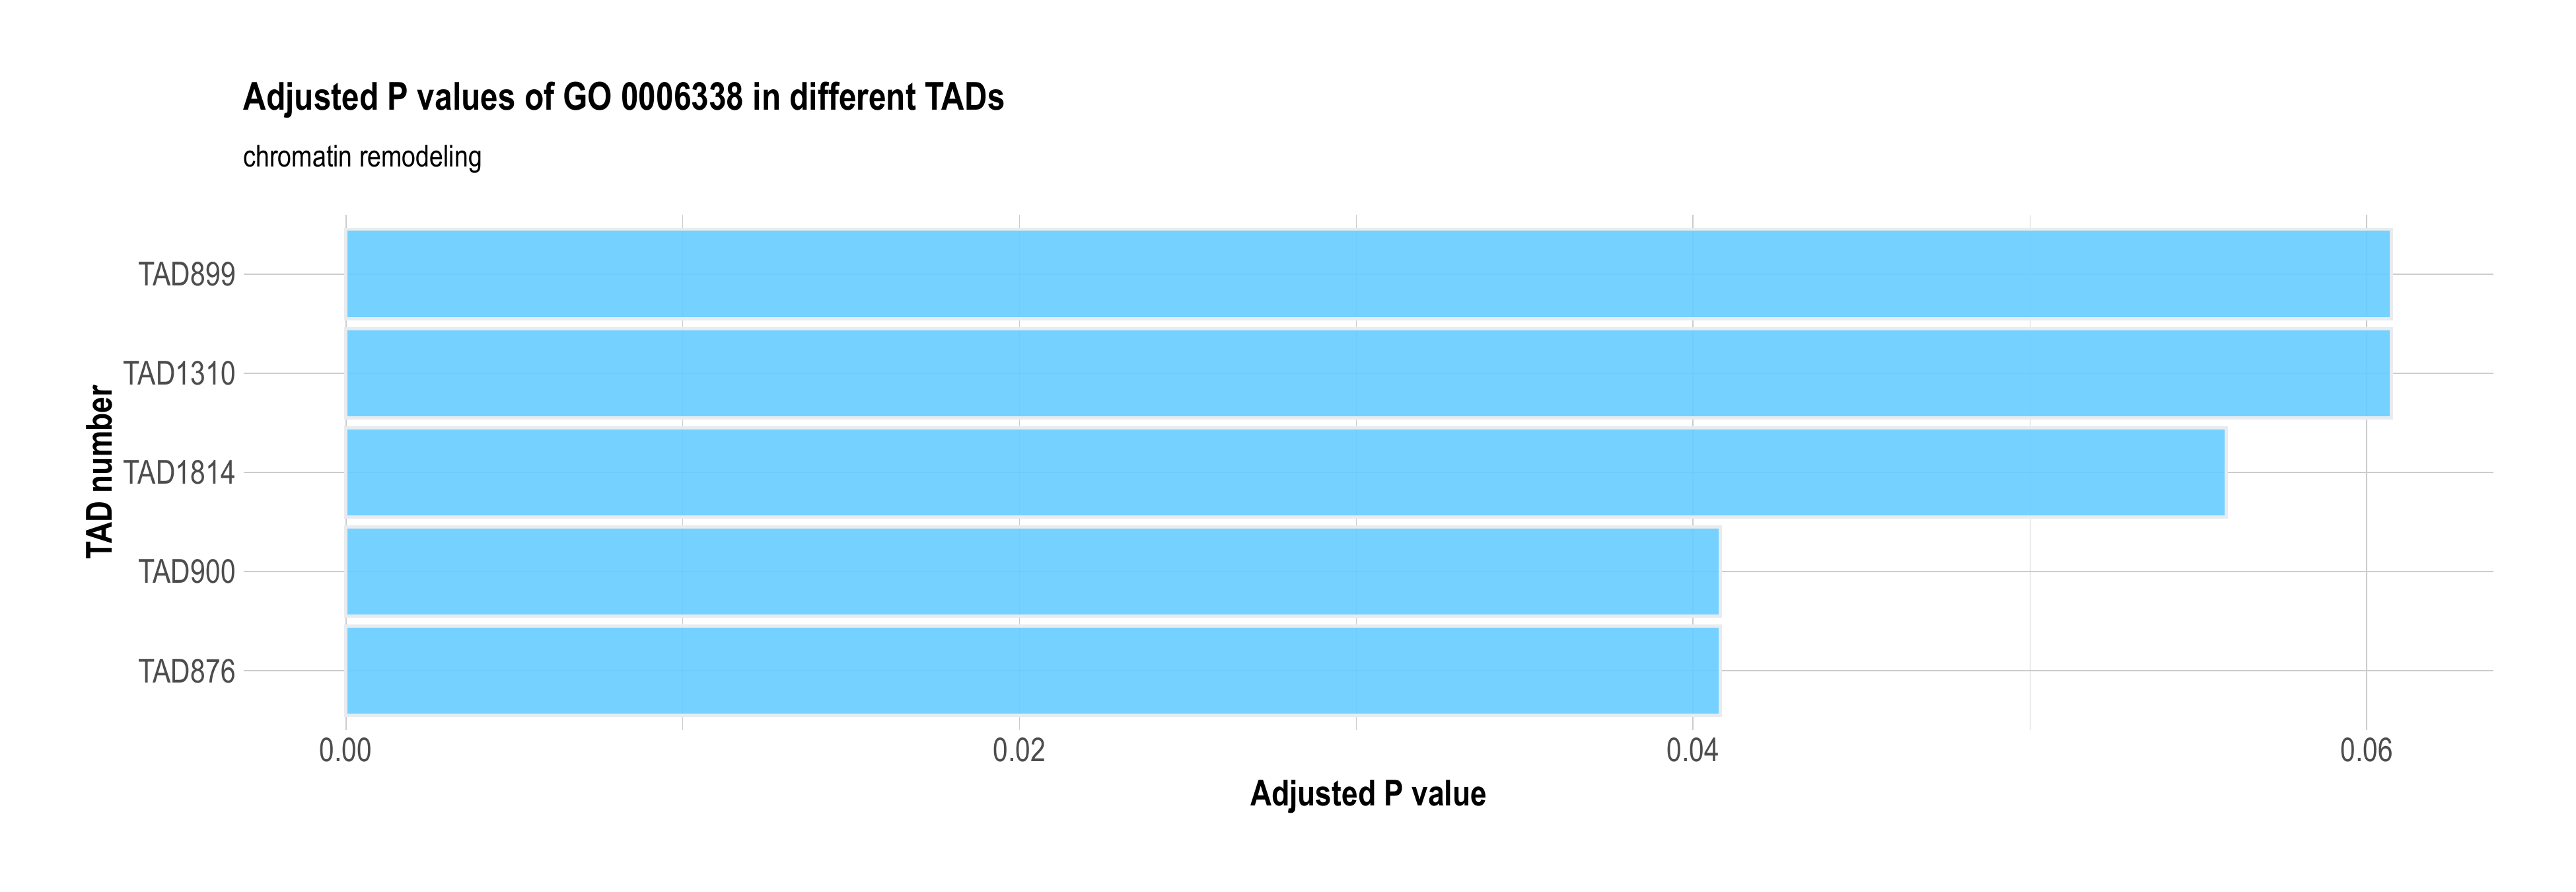 Adjusted P values of GO 0006338 in different TADs
chromatin remodeling
TAD number
TAD899
TAD1310
TAD1814
TAD900
TAD876
0.00 0.02 0.04 0.06
Adjusted P value